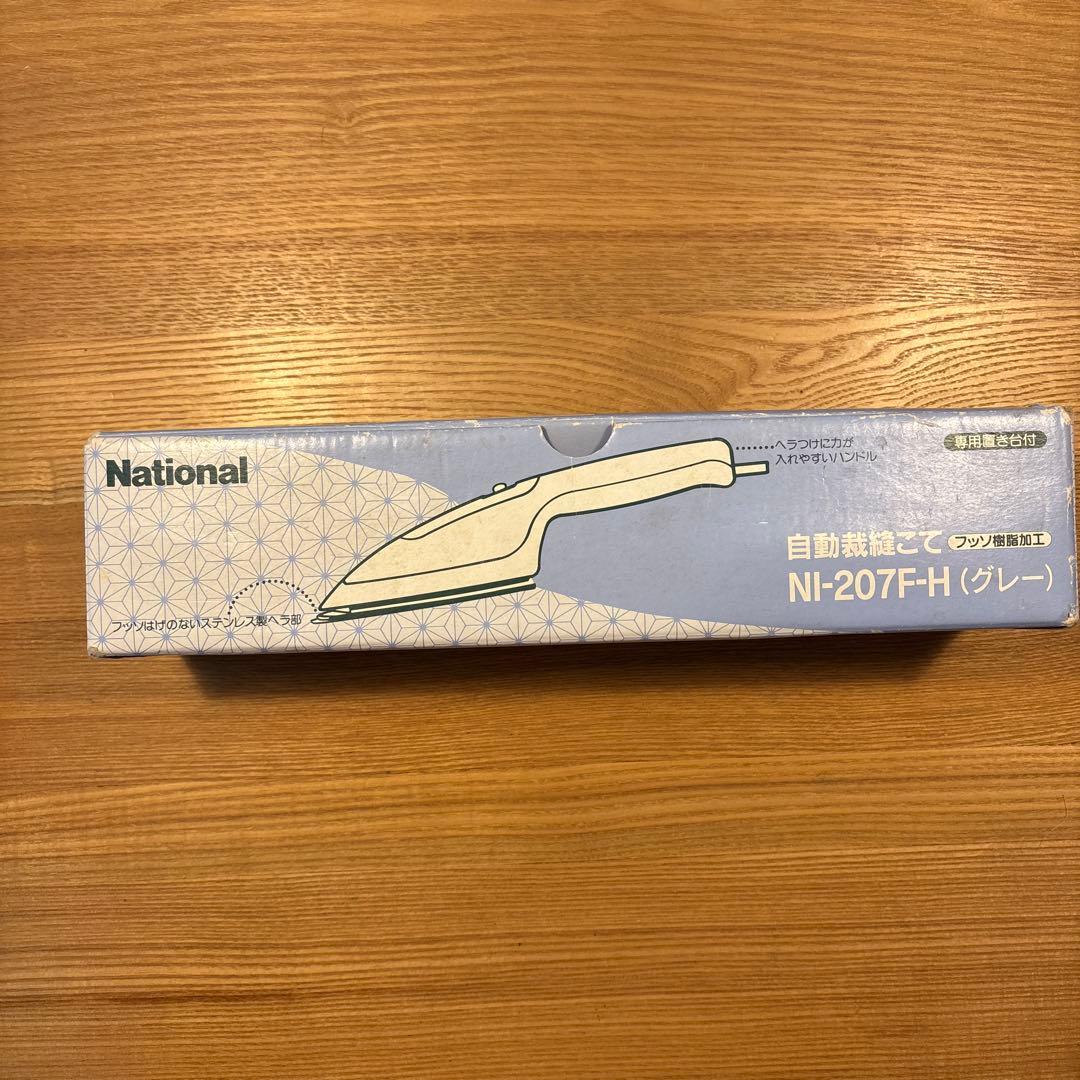 National
ヘラつけに力が
入れやすいハンドル
専用置き台付
自動裁縫こて フッソ樹脂加工
NI-207F-H(グレー)
フッソはげのないステンレス製ヘラ部